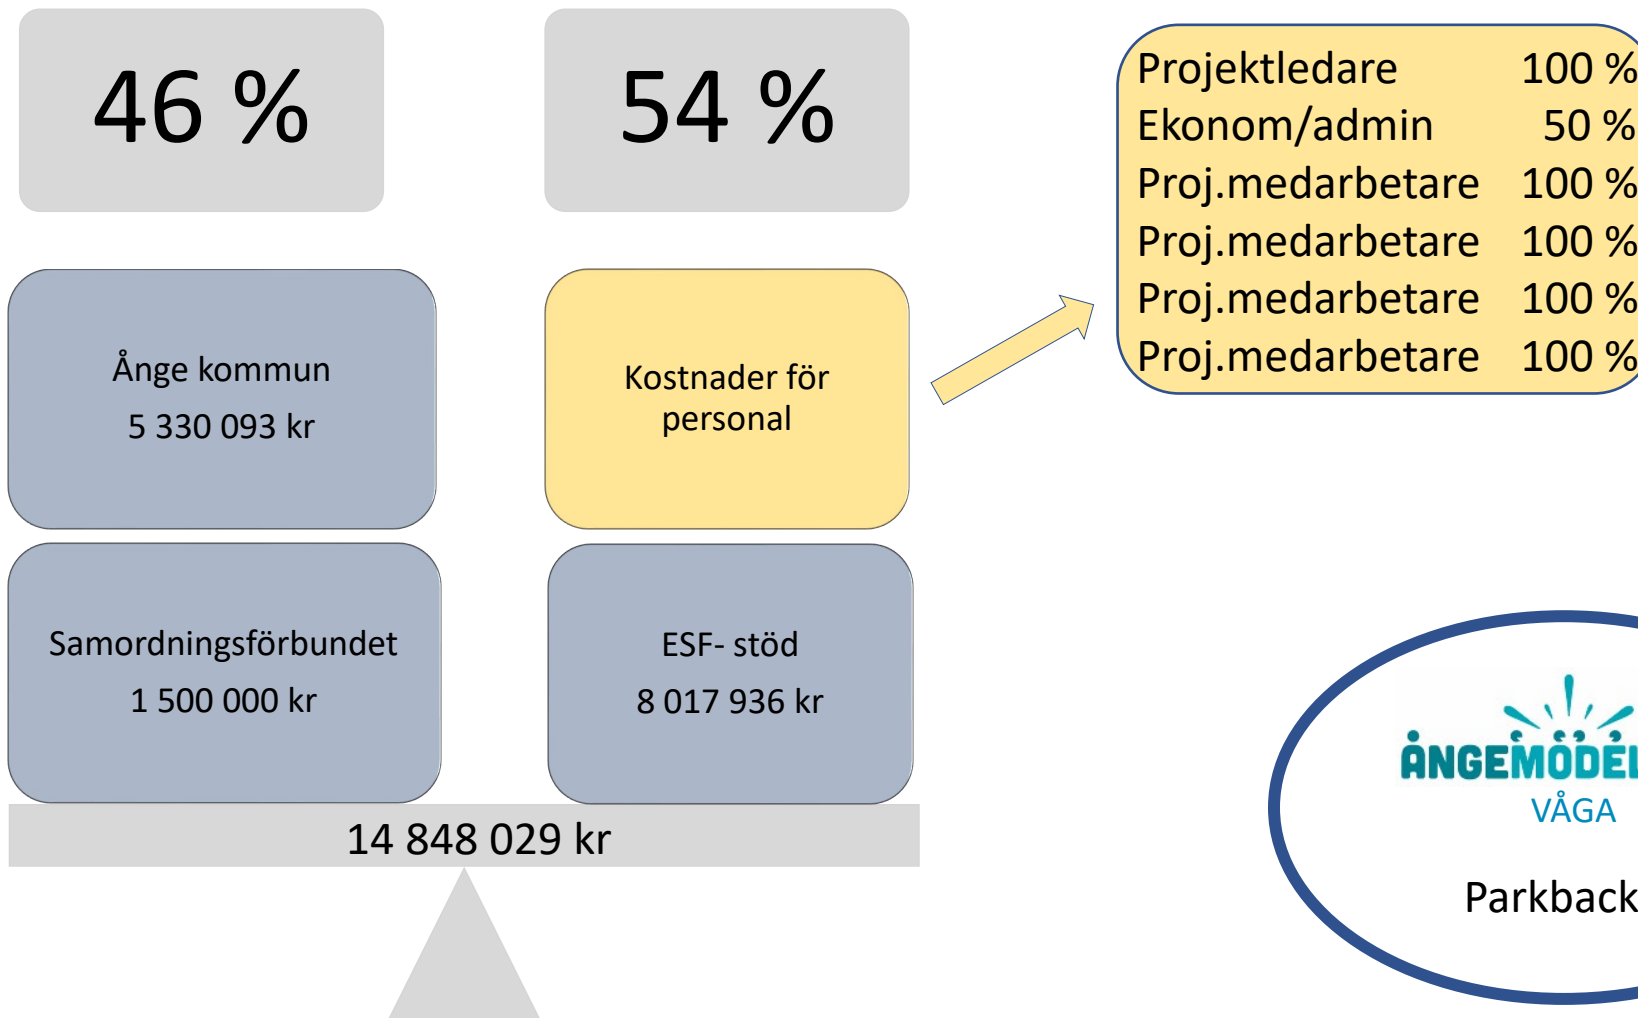 46 %
54 %
Projektledare 100 %
Ekonom/admin 50 %
Proj.medarbetare 100 %
Proj.medarbetare 100 %
Proj.medarbetare 100 %
Proj.medarbetare 100 %
Ånge kommun
5 330 093 kr
Kostnader för
personal
Samordningsförbundet
1 500 000 kr
ESF- stöd
8 017 936 kr
14 848 029 kr
VÅGA